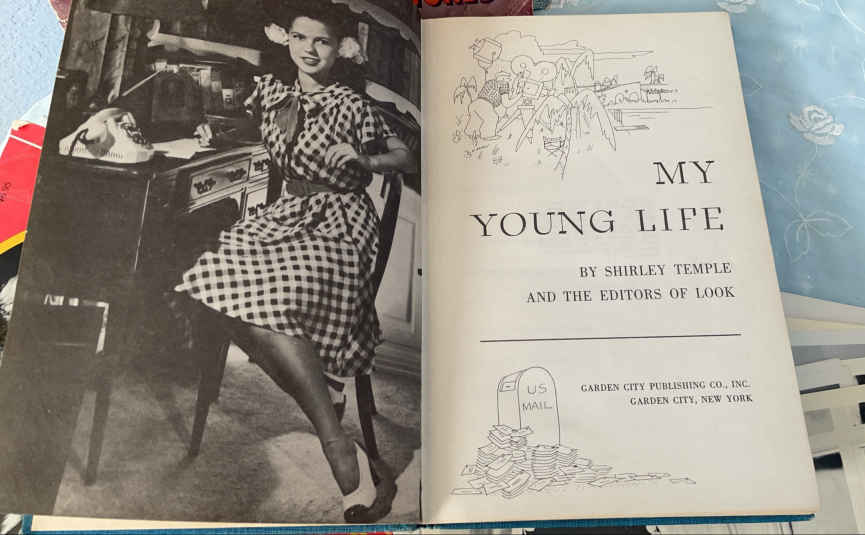 MY
YOUNG LIFE
BY SHIRLEY TEMPLE
AND THE EDITORS OF LOOK
US
MAIL
GARDEN CITY PUBLISHING CO., INC.
GARDEN CITY, NEW YORK